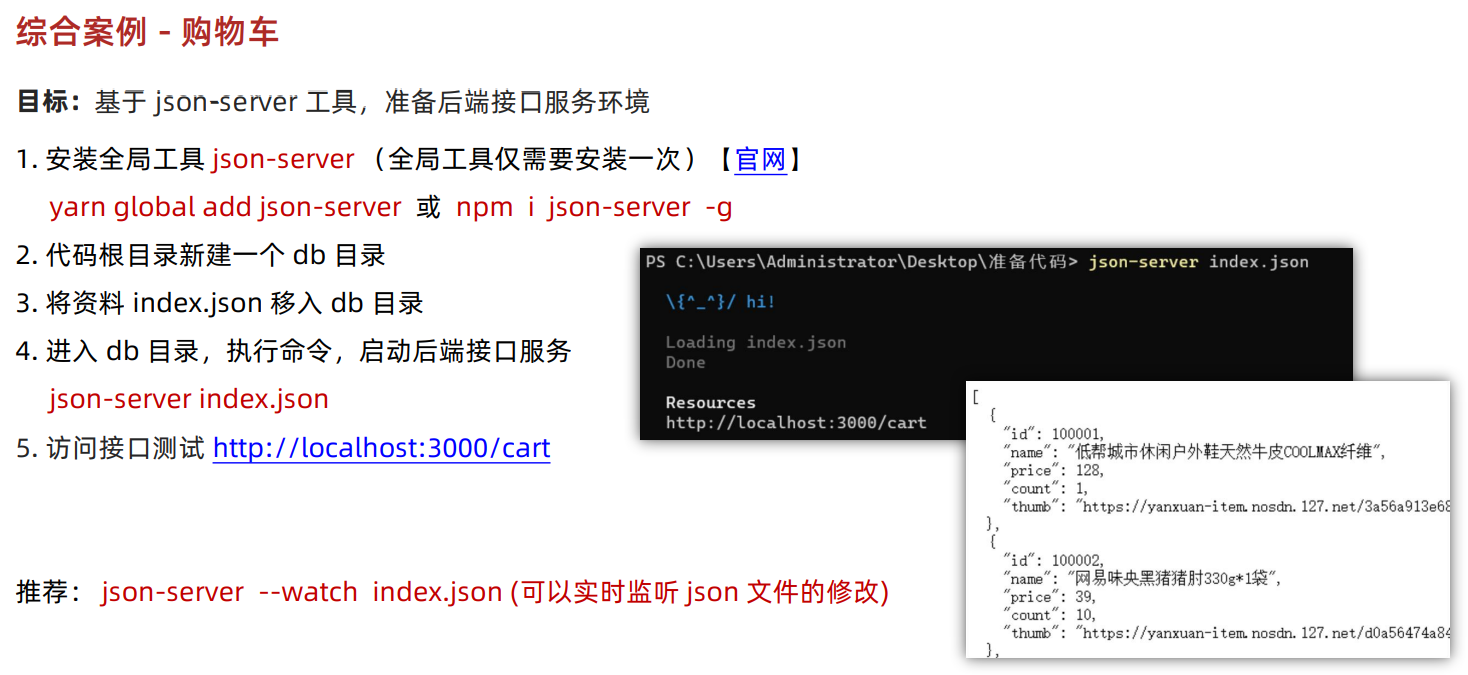 综合案例 - 购物车
目标：基于 json-server 工具，准备后端接口服务环境
1. 安装全局工具 json-server （全局工具仅需要安装一次）【官网】
yarn global add json-server 或 npm i json-server -g
2. 代码根目录新建一个 db 目录
3. 将资料 index.json 移入 db 目录
4. 进入 db 目录，执行命令，启动后端接口服务
json-server index.json
5. 访问接口测试 http://localhost:3000/cart
推荐： json-server --watch index.json (可以实时监听 json 文件的修改)
PS C:\Users\Administrator\Desktop\准备代码> json-server index.json
\{^_^}/ hi!
Loading index.json
Done
Resources
http://localhost:3000/cart
[
{
"id": 100001,
"name": "低帮城市休闲户外鞋天然牛皮COOLMAX纤维",
"price": 128,
"count": 1,
"thumb": "https://yanxuan-item.nosdn.127.net/3a56a913e68
},
{
"id": 100002,
"name": "网易味央黑猪猪肘330g*1袋",
"price": 39,
"count": 10,
"thumb": "https://yanxuan-item.nosdn.127.net/d0a56474a84
},